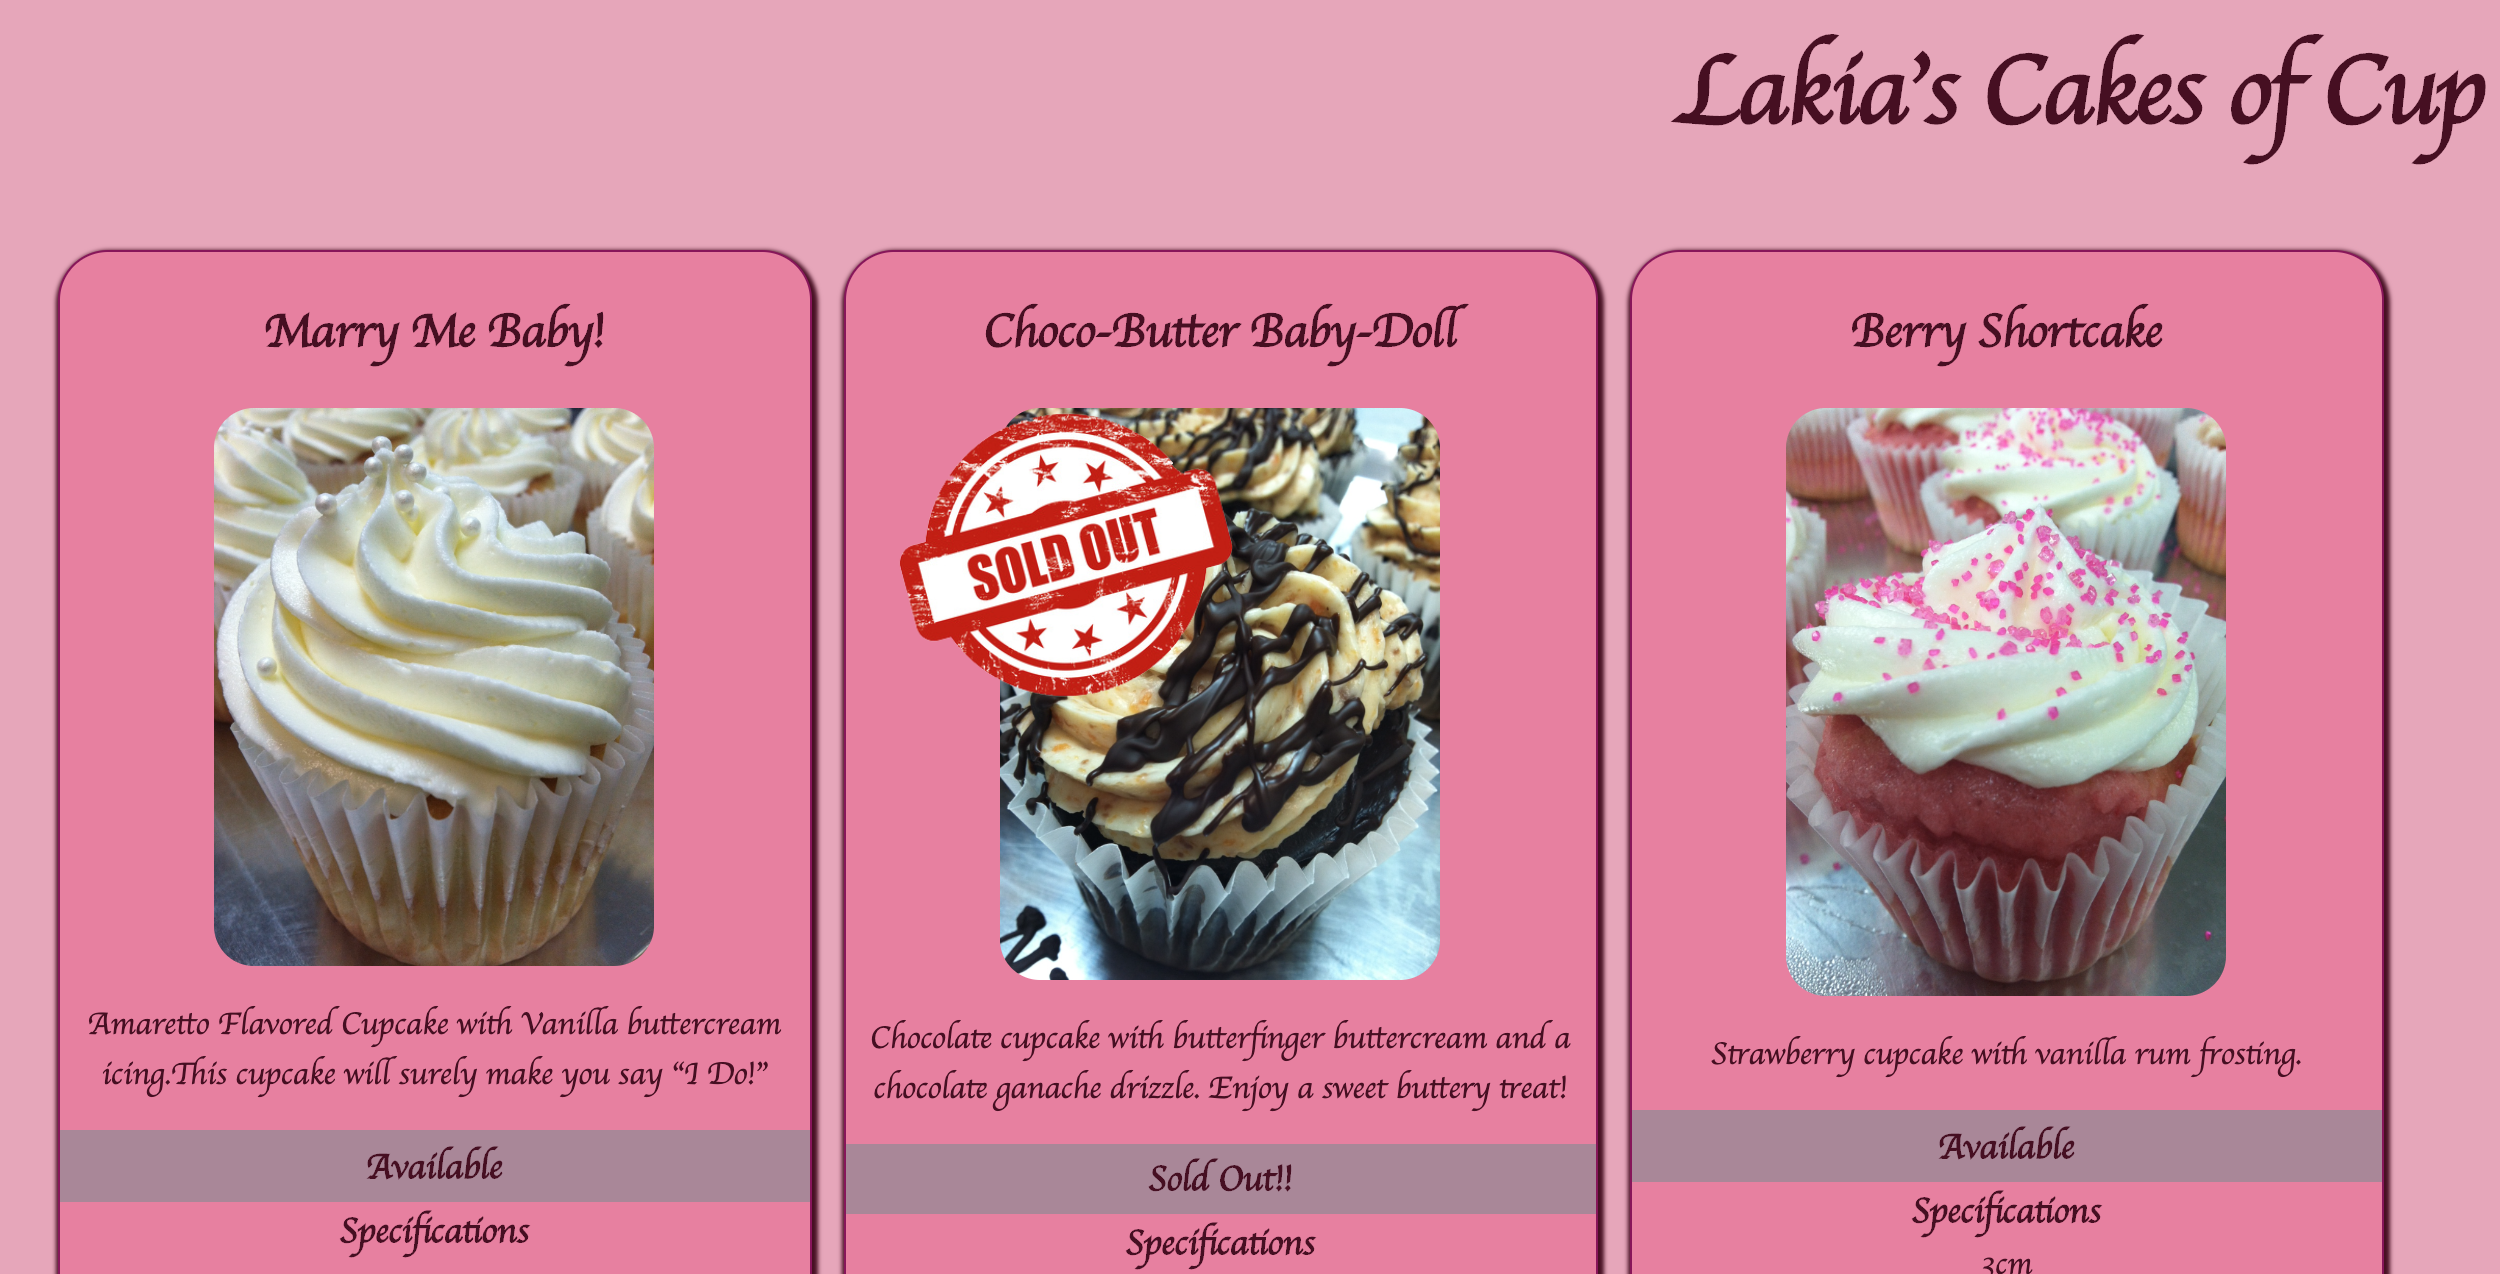 Lakia's Cakes of Cup
Marry Me Baby!
Amaretto Flavored Cupcake with Vanilla buttercream
icing.This cupcake will surely make you say “I Do!”
Available
Specifications
Choco-Butter Baby-Doll
SOLD OUT
Chocolate cupcake with butterfinger buttercream and a
chocolate ganache drizzle. Enjoy a sweet buttery treat!
Sold Out!!
Specifications
Berry Shortcake
Strawberry cupcake with vanilla rum frosting.
Available
Specifications
3cm